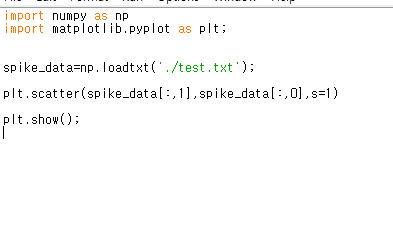 import numpy as np
import matplotlib.pyplot as plt;
spike_data=np.loadtxt('./test.txt');
plt.scatter(spike_data[:,1],spike_data[:,0],s=1)
plt.show();